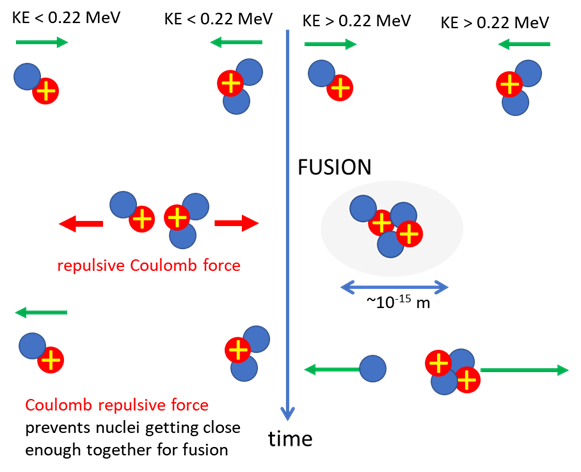 KE < 0.22 MeV
KE < 0.22 MeV
KE > 0.22 MeV
KE > 0.22 MeV
+
+
+
+
FUSION
+
+
+
+
repulsive Coulomb force
~10⁻¹⁵ m
+
+
+
+
Coulomb repulsive force
prevents nuclei getting close
enough together for fusion
time